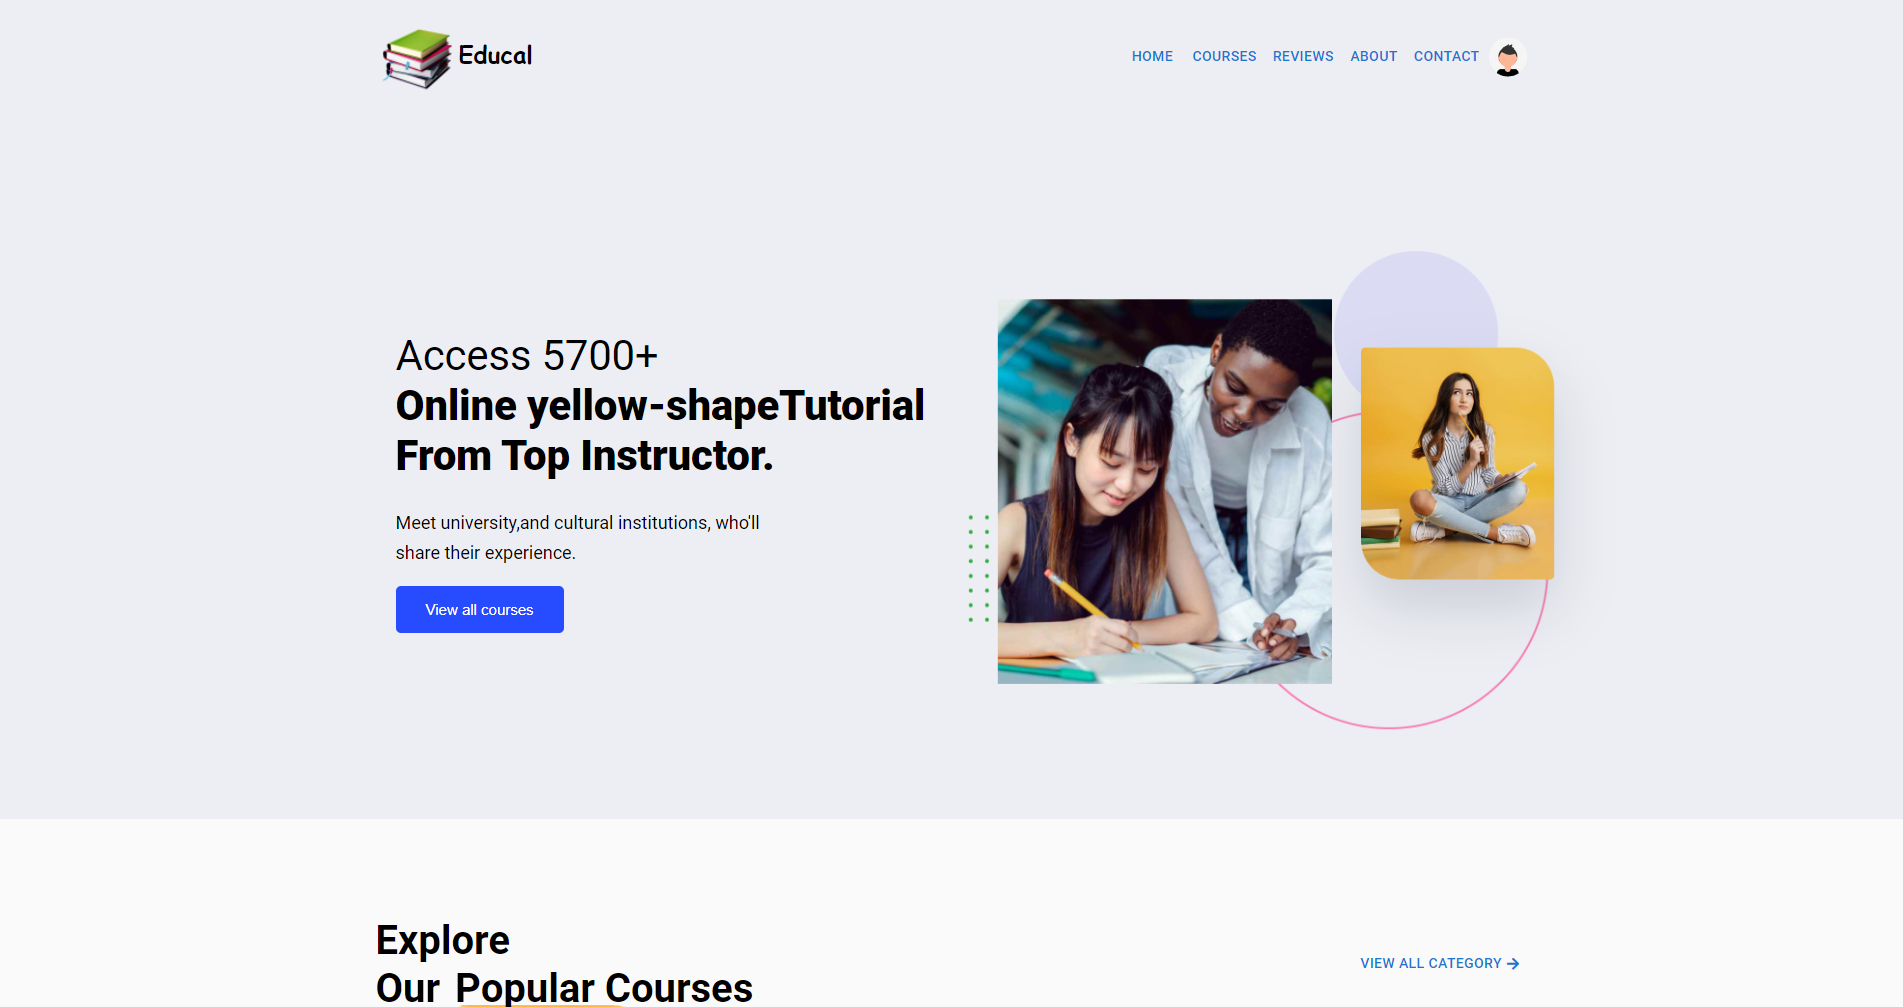 Educal
HOME COURSES REVIEWS ABOUT CONTACT
Access 5700+
Online yellow-shapeTutorial
From Top Instructor.
Meet university,and cultural institutions, who'll
share their experience.
View all courses
Explore
Our Popular Courses
VIEW ALL CATEGORY